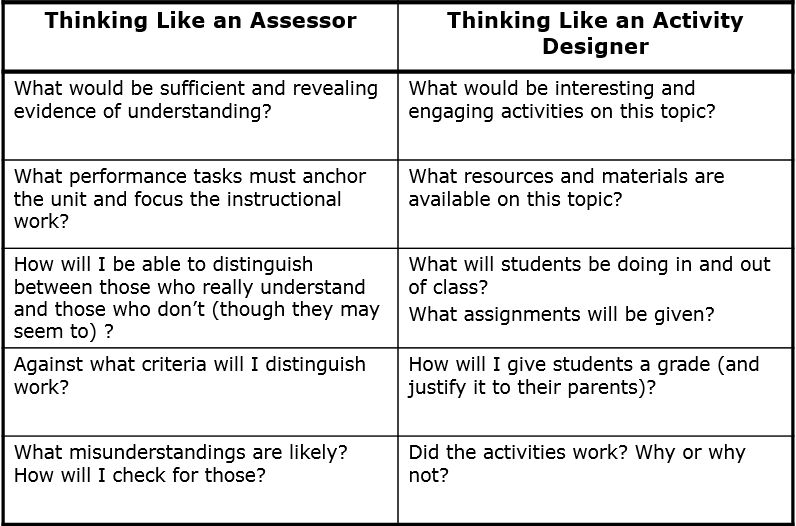 Thinking Like an Assessor
Thinking Like an Activity
Designer
What would be sufficient and revealing
evidence of understanding?
What would be interesting and
engaging activities on this topic?
What performance tasks must anchor
the unit and focus the instructional
work?
What resources and materials are
available on this topic?
How will I be able to distinguish
between those who really understand
and those who don’t (though they may
seem to) ?
What will students be doing in and out
of class?
What assignments will be given?
Against what criteria will I distinguish
work?
How will I give students a grade (and
justify it to their parents)?
What misunderstandings are likely?
How will I check for those?
Did the activities work? Why or why
not?